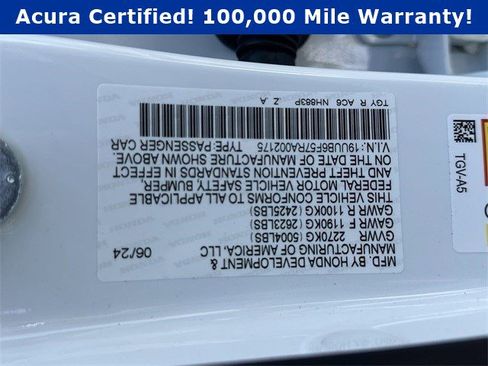 Acura Certified! 100,000 Mile Warranty!
MFD. BY HONDA DEVELOPMENT &
MANUFACTURING OF AMERICA, LLC 06/24
GVWR 2270KG(5004LBS)
GAWR F 1190KG(2623LBS)
GAWR R 1100KG(2425LBS)
THIS VEHICLE CONFORMS TO ALL APPLICABLE
FEDERAL MOTOR VEHICLE SAFETY, BUMPER,
AND THEFT PREVENTION STANDARDS IN EFFECT
ON THE DATE OF MANUFACTURE SHOWN ABOVE.
V.I.N.:19UUB6F57RA002175 TYPE:PASSENGER CAR
TGY R AC6 NH883P Z A
TGV-A5